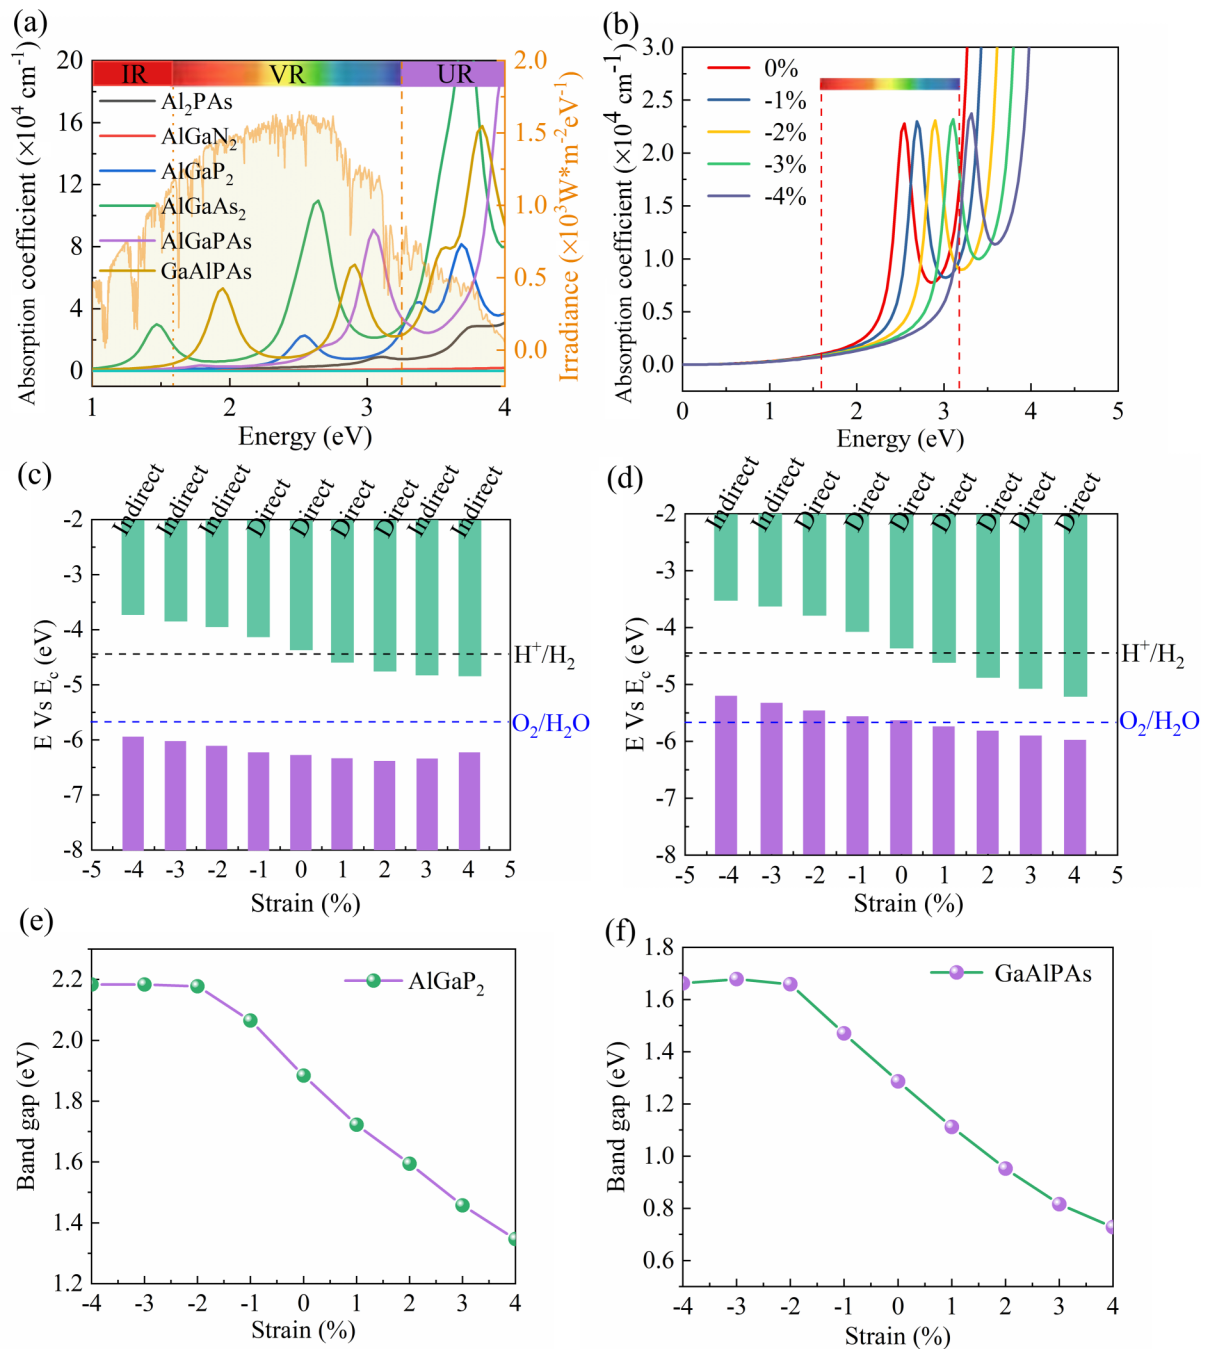 (a)
Absorption coefficient (×10⁴ cm⁻¹)
20
16
12
8
4
0
IR VR UR
Al₂PAs
AlGaN₂
AlGaP₂
AlGaAs₂
AlGaPAs
GaAlPAs
2.0
1.5
1.0
0.5
0.0
Irradiance (×10³W*m⁻²eV⁻¹)
1 2 3 4
Energy (eV)
(b)
Absorption coefficient (×10⁴ cm⁻¹)
3.0
2.5
2.0
1.5
1.0
0.5
0.0
0%
-1%
-2%
-3%
-4%
0 1 2 3 4 5
Energy (eV)
(c)
Indirect Indirect Indirect Direct Direct Direct Direct Indirect Indirect
E Vs E_c (eV)
-2
-3
-4
-5
-6
-7
-8
H⁺/H₂
O₂/H₂O
-5 -4 -3 -2 -1 0 1 2 3 4 5
Strain (%)
(d)
Indirect Indirect Direct Direct Direct Direct Direct Direct Direct
E Vs E_c (eV)
-2
-3
-4
-5
-6
-7
-8
H⁺/H₂
O₂/H₂O
-5 -4 -3 -2 -1 0 1 2 3 4 5
Strain (%)
(e)
Band gap (eV)
2.2
2.0
1.8
1.6
1.4
1.2
AlGaP₂
-4 -3 -2 -1 0 1 2 3 4
Strain (%)
(f)
Band gap (eV)
1.8
1.6
1.4
1.2
1.0
0.8
0.6
GaAlPAs
-4 -3 -2 -1 0 1 2 3 4
Strain (%)